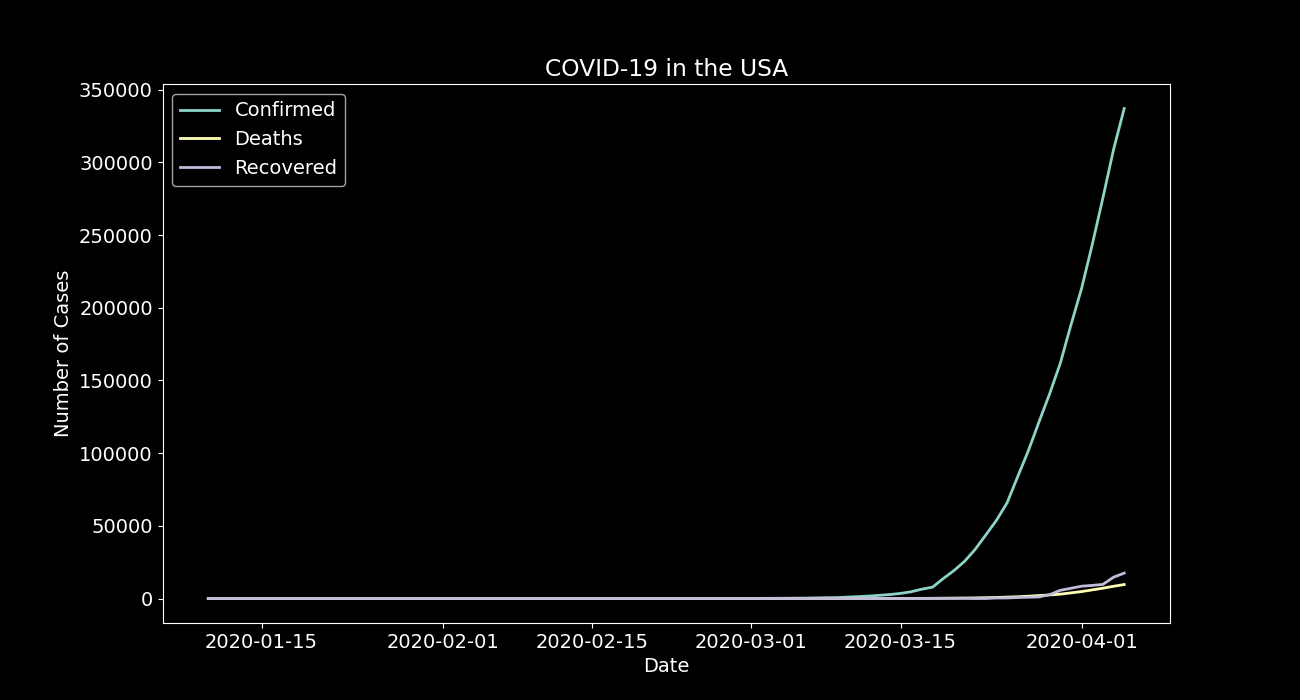 COVID-19 in the USA
350000
300000
250000
200000
150000
100000
50000
0
Number of Cases
Confirmed
Deaths
Recovered
2020-01-15 2020-02-01 2020-02-15 2020-03-01 2020-03-15 2020-04-01
Date